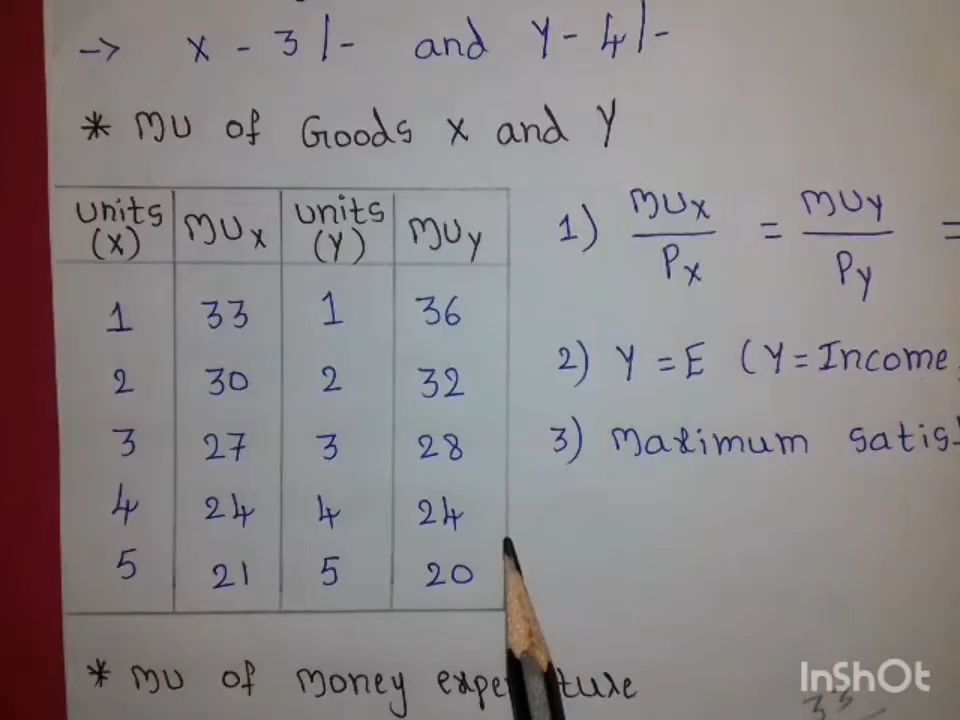 -> X - 3/- and Y - 4/-
* MU of Goods X and Y
units (X) MUx units (Y) MUy
1 33 1 36
2 30 2 32
3 27 3 28
4 24 4 24
5 21 5 20
1) MUx/Px = MUy/Py =
2) Y = E (Y = Income
3) Maximum
* MU of money
InShOt
33